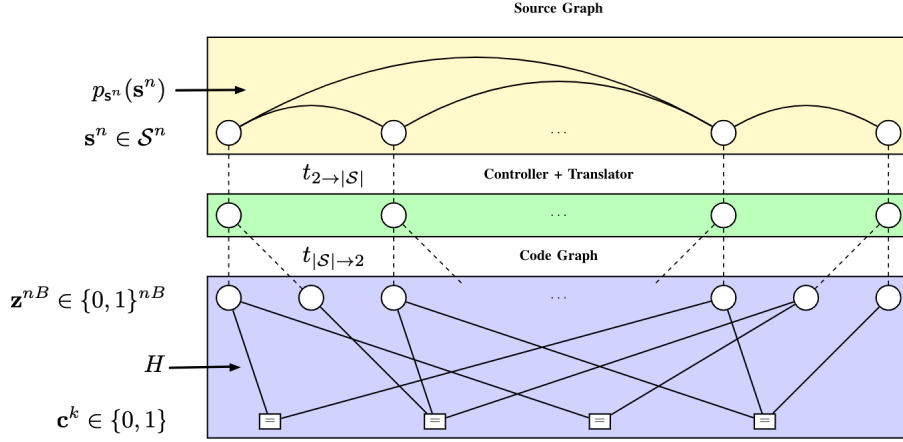 Source Graph
p_{𝐬^n}(𝐬^n)
𝐬^n ∈ 𝒮^n
...
t_{2→|𝒮|}
Controller + Translator
...
t_{|𝒮|→2}
Code Graph
𝐳^{nB} ∈ {0, 1}^{nB}
...
H
𝐜^k ∈ {0, 1}
= = = =